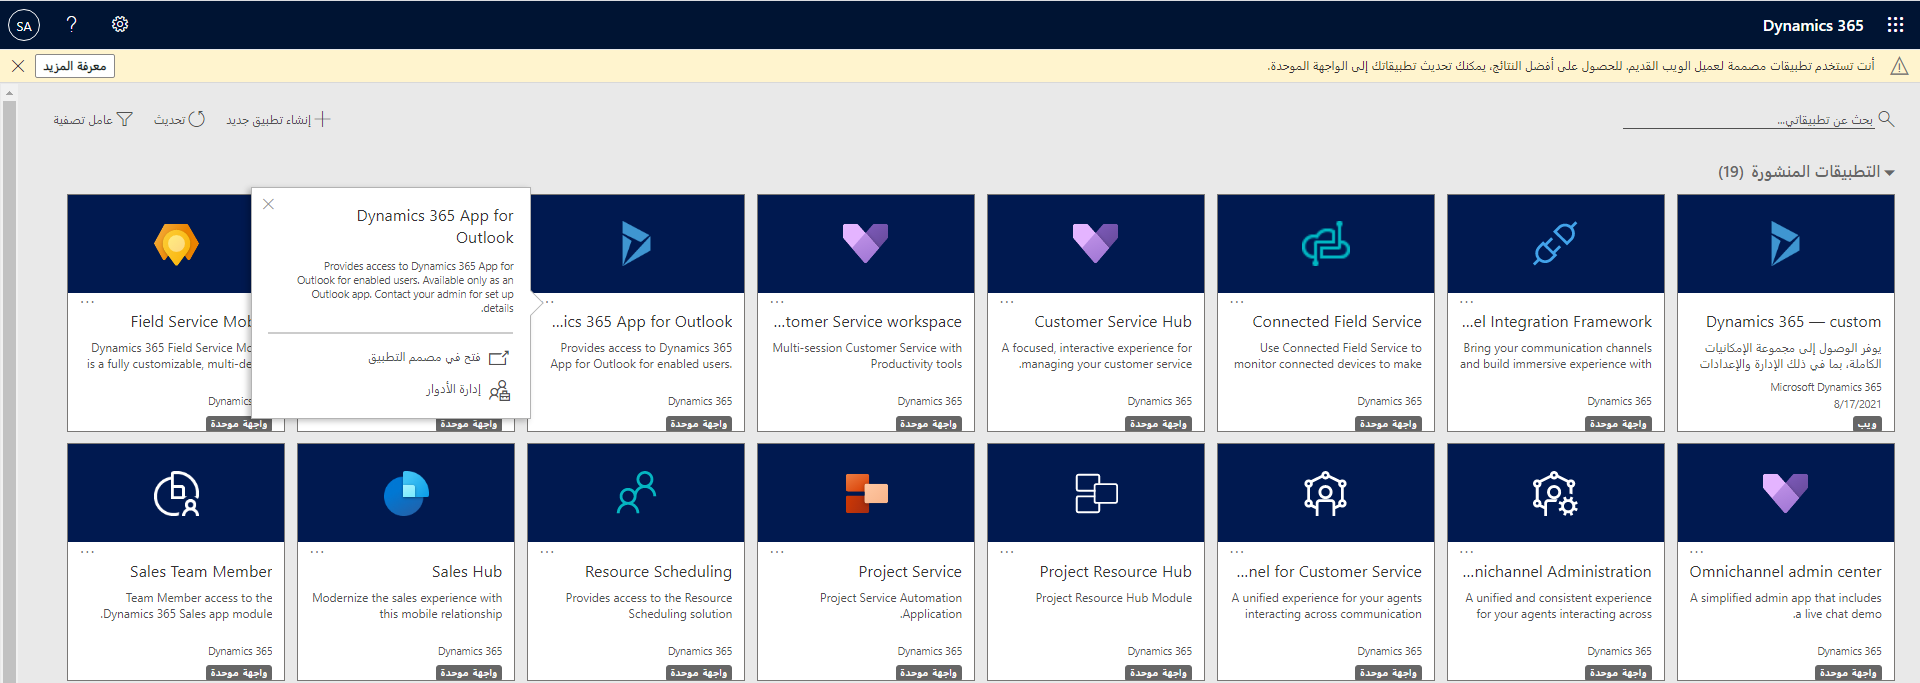 Dynamics 365
?
SA
أنت تستخدم تطبيقات مصممة لعميل الويب القديم. للحصول على أفضل النتائج، يمكنك تحديث تطبيقاتك إلى الواجهة الموحدة.
معرفة المزيد
بحث عن تطبيقاتي...
إنشاء تطبيق جديد
تحديث
عامل تصفية
التطبيقات المنشورة (19)
Dynamics 365 — custom
يوفر الوصول إلى مجموعة الإمكانيات
الكاملة، بما في ذلك الإدارة والإعدادات
Microsoft Dynamics 365
8/17/2021
ويب
...el Integration Framework
Bring your communication channels
and build immersive experience with
Dynamics 365
واجهة موحدة
Connected Field Service
Use Connected Field Service to
monitor connected devices to make
Dynamics 365
واجهة موحدة
Customer Service Hub
A focused, interactive experience for
.managing your customer service
Dynamics 365
واجهة موحدة
...tomer Service workspace
Multi-session Customer Service with
Productivity tools
Dynamics 365
واجهة موحدة
...ics 365 App for Outlook
Provides access to Dynamics 365
App for Outlook for enabled users.
Dynamics 365
واجهة موحدة
Dynamics 365 App for
Outlook
Provides access to Dynamics 365 App for
Outlook for enabled users. Available only as an
Outlook app. Contact your admin for set up
.details
فتح في مصمم التطبيق
إدارة الأدوار
واجهة موحدة
Field Service Mob
Dynamics 365 Field Service Mo
is a fully customizable, multi-de
Dynamic
واجهة موحدة
Omnichannel admin center
A simplified admin app that includes
.a live chat demo
Dynamics 365
واجهة موحدة
...nichannel Administration
A unified and consistent experience
for your agents interacting across
Dynamics 365
واجهة موحدة
...nel for Customer Service
A unified experience for your agents
interacting across communication
Dynamics 365
واجهة موحدة
Project Resource Hub
Project Resource Hub Module
Dynamics 365
واجهة موحدة
Project Service
Project Service Automation
.Application
Dynamics 365
واجهة موحدة
Resource Scheduling
Provides access to the Resource
Scheduling solution
Dynamics 365
واجهة موحدة
Sales Hub
Modernize the sales experience with
this mobile relationship
Dynamics 365
واجهة موحدة
Sales Team Member
Team Member access to the
.Dynamics 365 Sales app module
Dynamics 365
واجهة موحدة